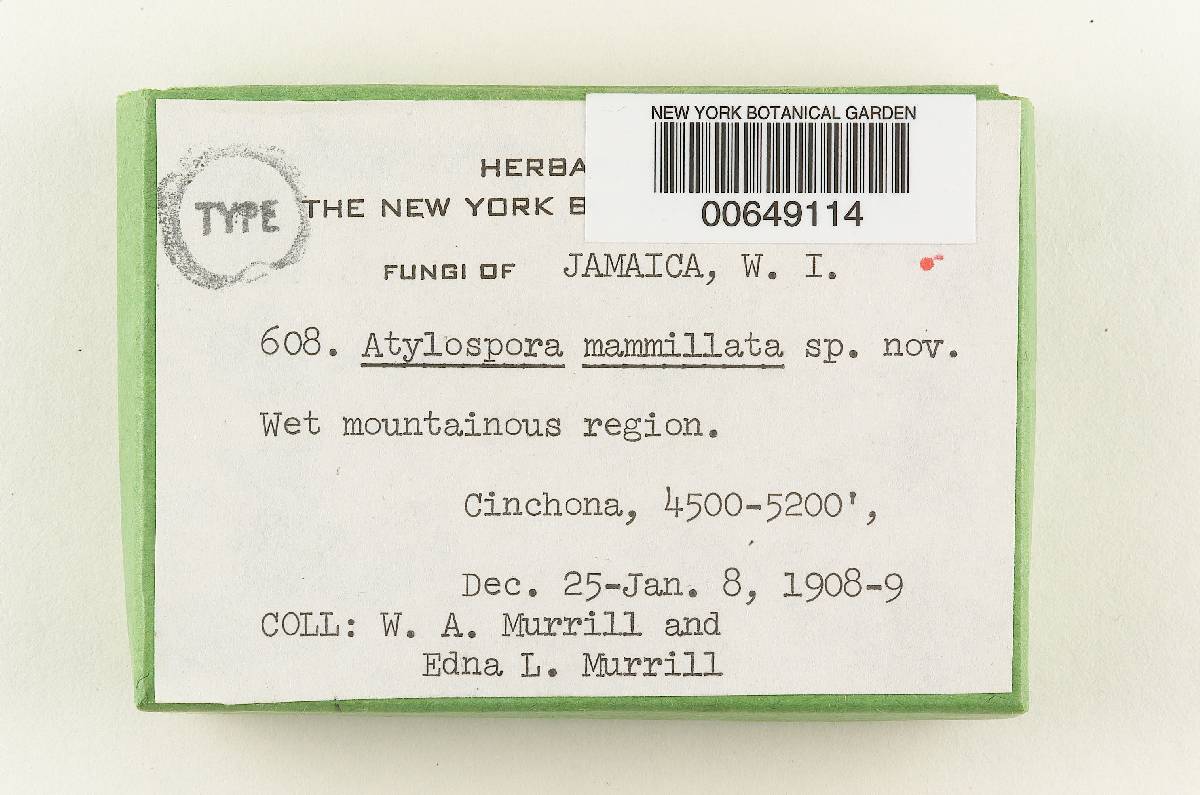 NEW YORK BOTANICAL GARDEN
00649114
HERBA
TYPE
THE NEW YORK B
FUNGI OF JAMAICA, W. I.
608. Atylospora mammillata sp. nov.
Wet mountainous region.
Cinchona, 4500-5200',
Dec. 25-Jan. 8, 1908-9
COLL: W. A. Murrill and
Edna L. Murrill